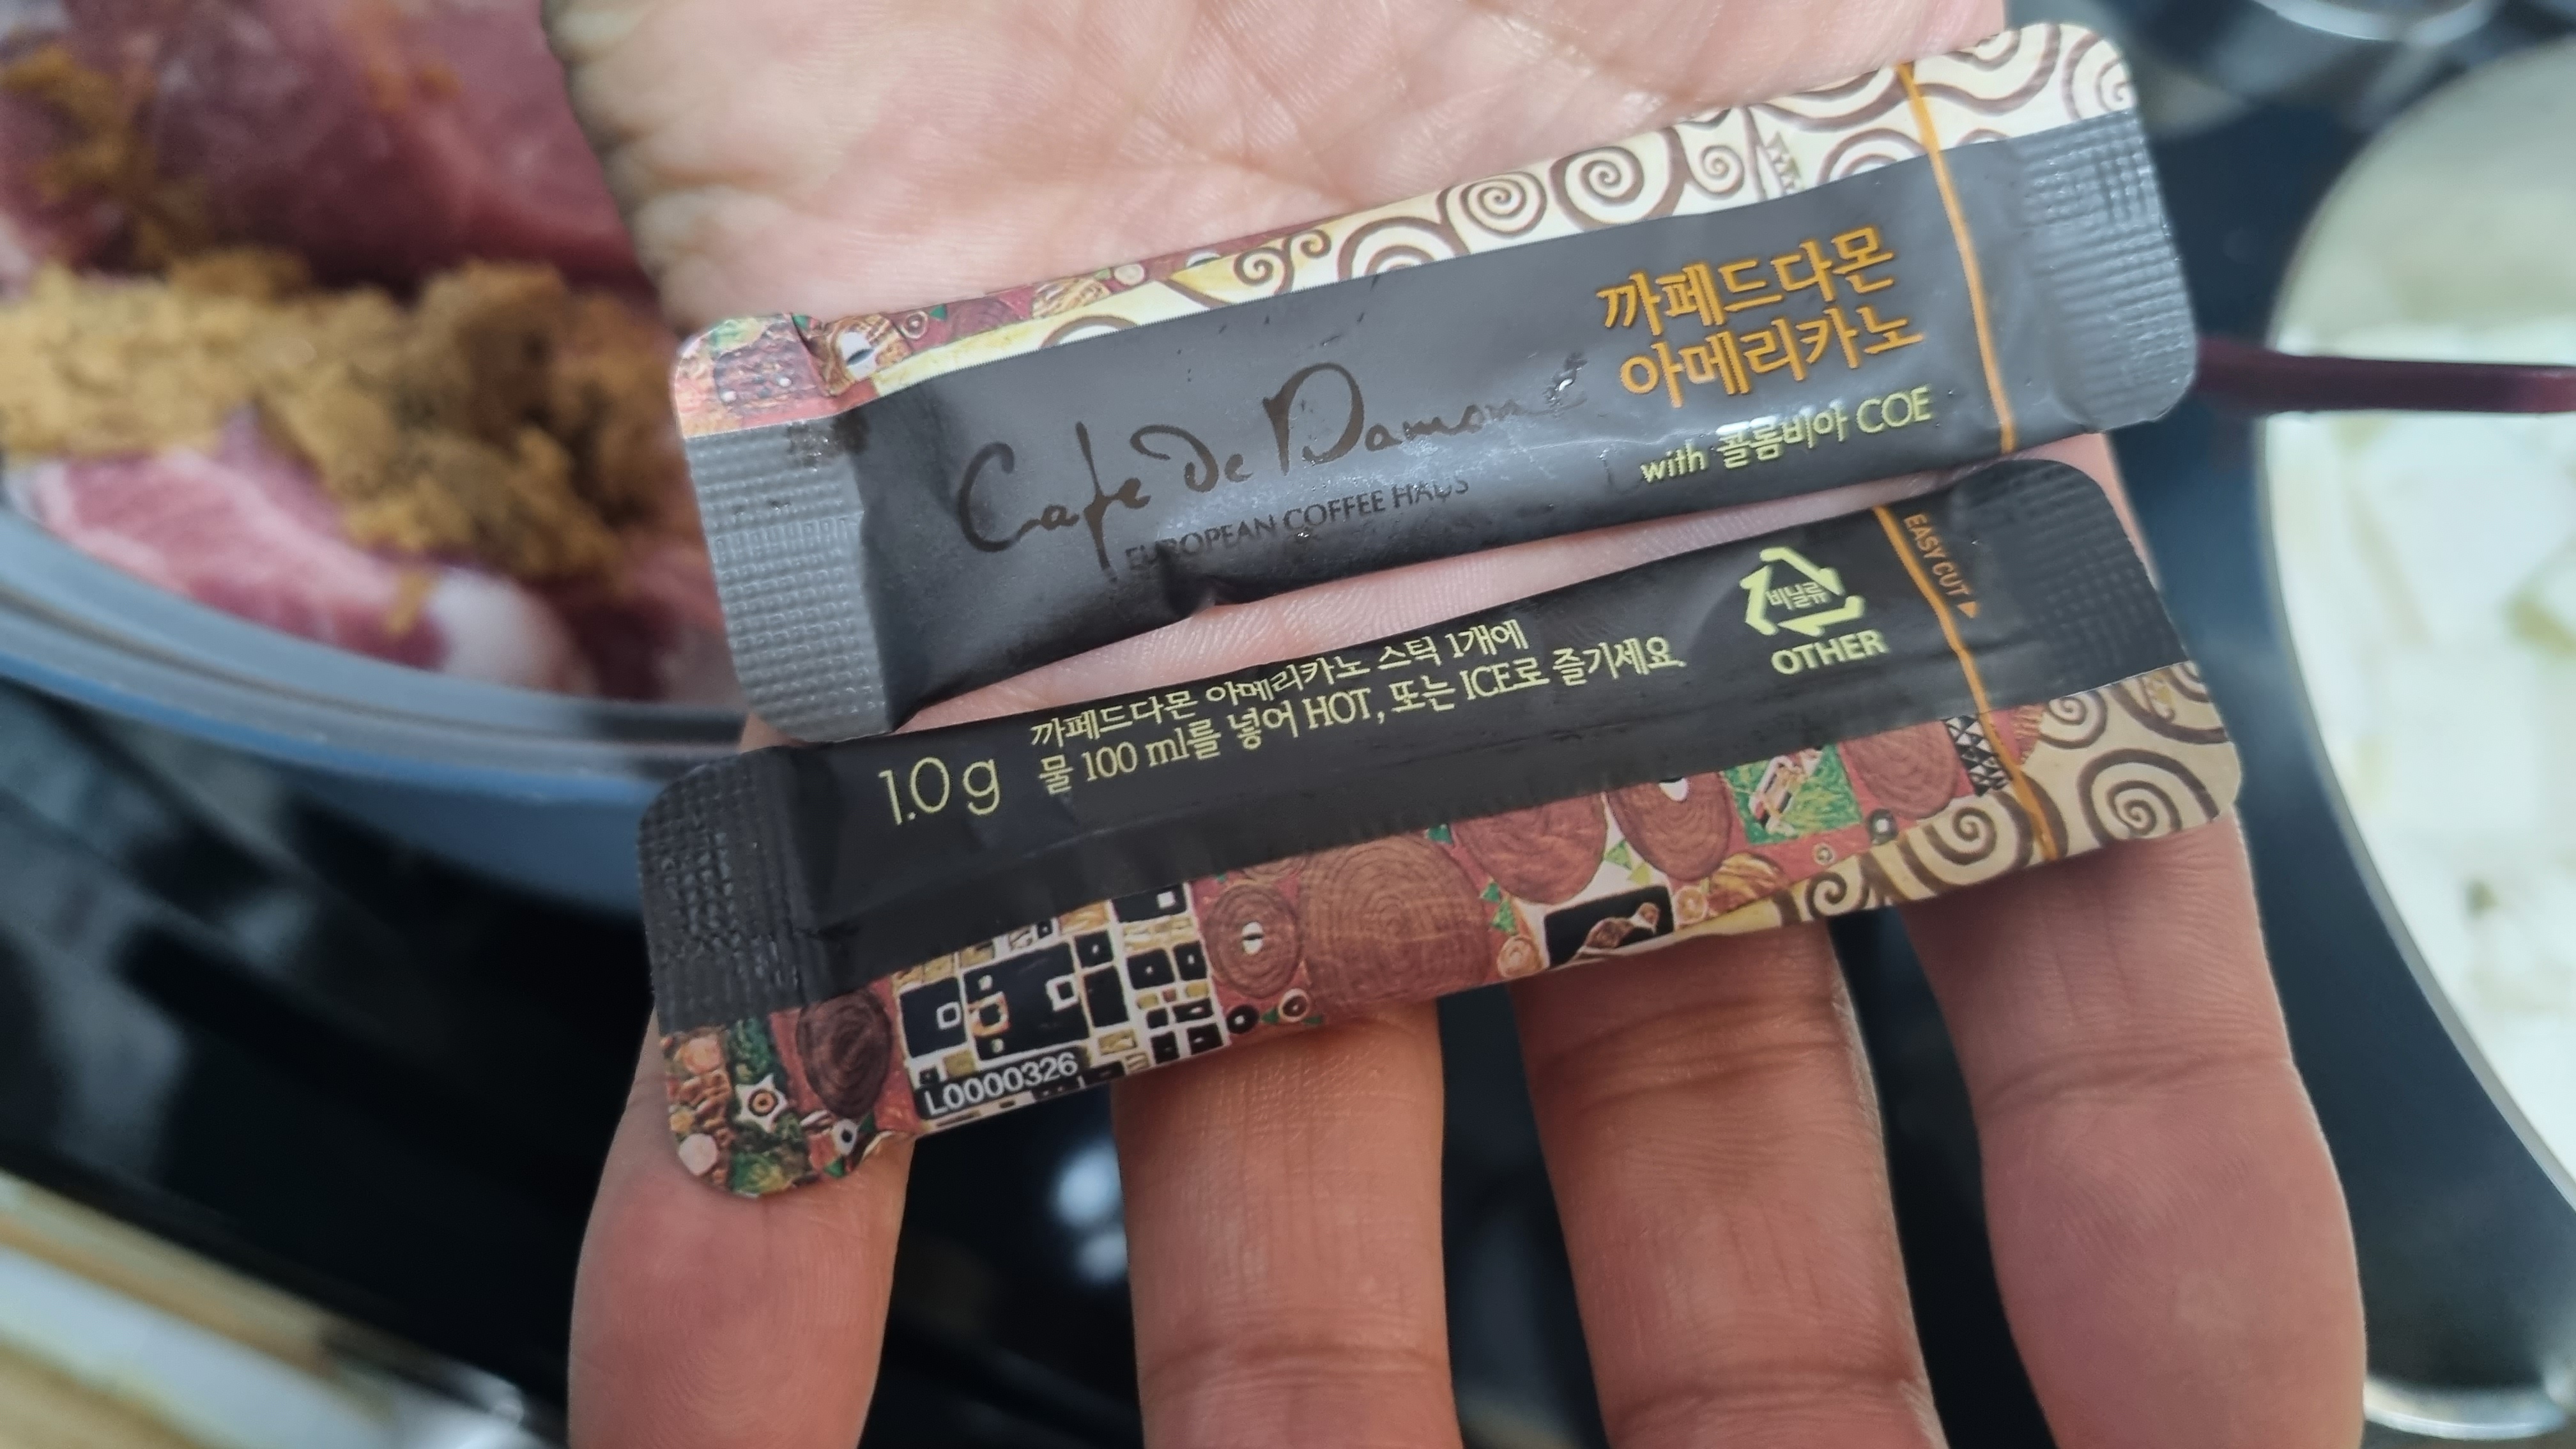 Cafe De Damon
EUROPEAN COFFEE HAUS
까페드다몬
아메리카노
with 콜롬비아 COE
1.0 g
까페드다몬 아메리카노 스틱 1개에
물 100 ml를 넣어 HOT, 또는 ICE로 즐기세요.
비닐류
OTHER
EASY CUT ▶
L0000326